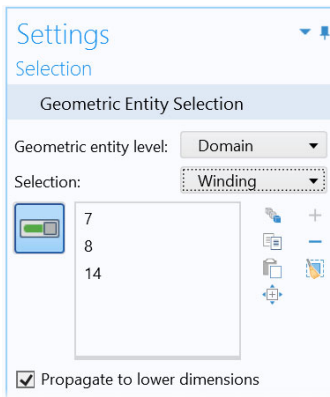 Settings
Selection
Geometric Entity Selection
Geometric entity level: Domain
Selection: Winding
7
8
14
Propagate to lower dimensions